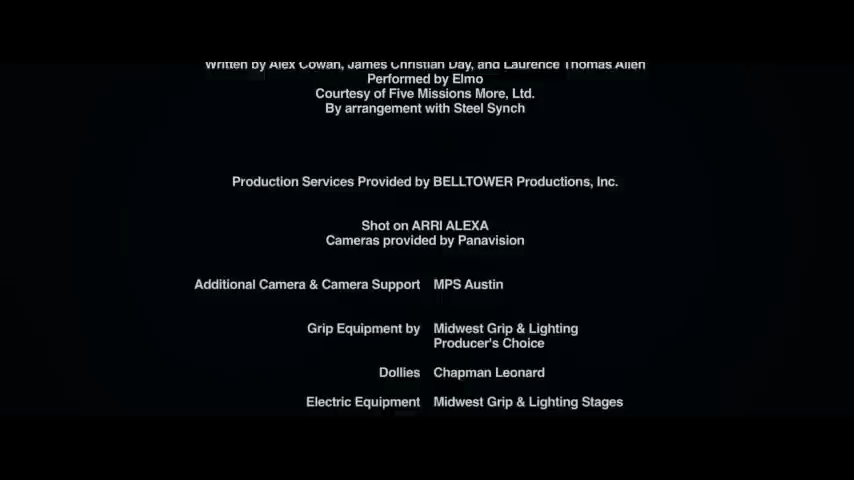 Written by Alex Cowan, James Christian Day, and Laurence Thomas Allen
Performed by Elmo
Courtesy of Five Missions More, Ltd.
By arrangement with Steel Synch
Production Services Provided by BELLTOWER Productions, Inc.
Shot on ARRI ALEXA
Cameras provided by Panavision
Additional Camera & Camera Support MPS Austin
Grip Equipment by Midwest Grip & Lighting
Producer's Choice
Dollies Chapman Leonard
Electric Equipment Midwest Grip & Lighting Stages